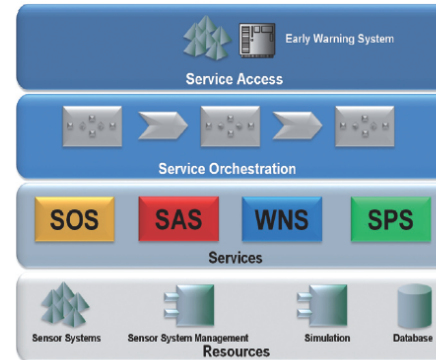 Early Warning System
Service Access
Service Orchestration
SOS SAS WNS SPS
Services
Sensor Systems Sensor System Management Simulation Database
Resources